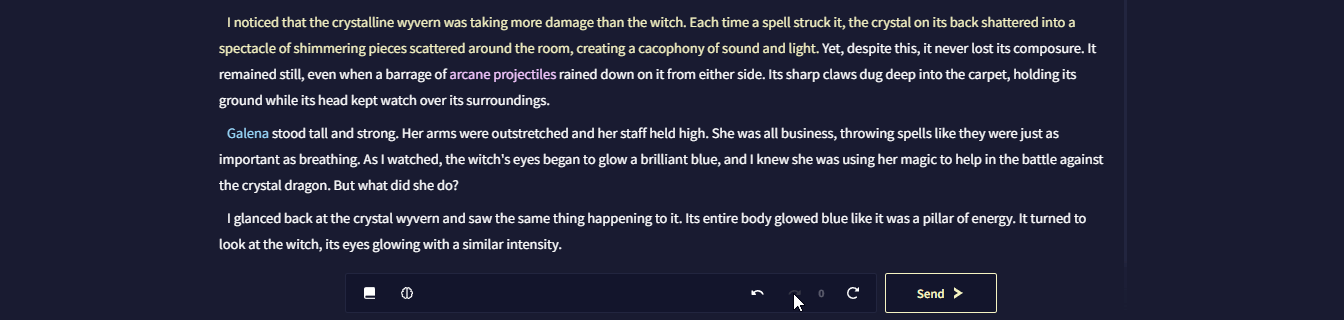 I noticed that the crystalline wyvern was taking more damage than the witch. Each time a spell struck it, the crystal on its back shattered into a
spectacle of shimmering pieces scattered around the room, creating a cacophony of sound and light. Yet, despite this, it never lost its composure. It
remained still, even when a barrage of arcane projectiles rained down on it from either side. Its sharp claws dug deep into the carpet, holding its
ground while its head kept watch over its surroundings.
Galena stood tall and strong. Her arms were outstretched and her staff held high. She was all business, throwing spells like they were just as
important as breathing. As I watched, the witch's eyes began to glow a brilliant blue, and I knew she was using her magic to help in the battle against
the crystal dragon. But what did she do?
I glanced back at the crystal wyvern and saw the same thing happening to it. Its entire body glowed blue like it was a pillar of energy. It turned to
look at the witch, its eyes glowing with a similar intensity.
0
Send